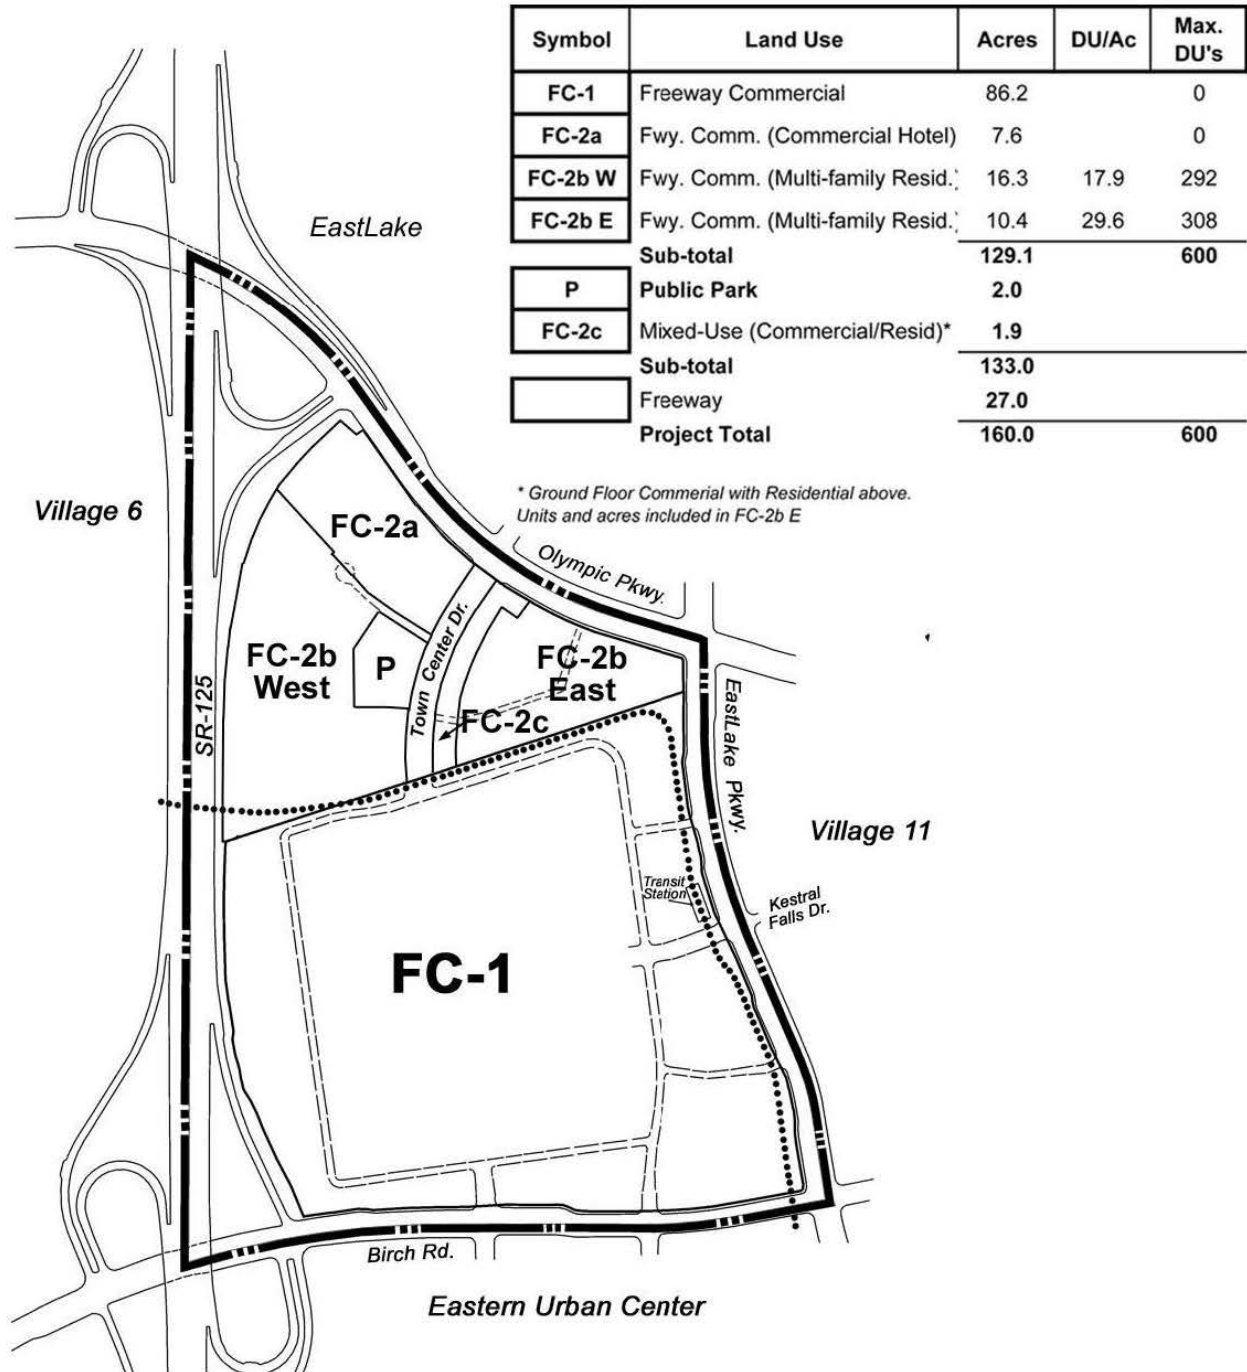 Symbol Land Use Acres DU/Ac Max. DU's
FC-1 Freeway Commercial 86.2 0
FC-2a Fwy. Comm. (Commercial Hotel) 7.6 0
FC-2b W Fwy. Comm. (Multi-family Resid.) 16.3 17.9 292
FC-2b E Fwy. Comm. (Multi-family Resid.) 10.4 29.6 308
Sub-total 129.1 600
P Public Park 2.0
FC-2c Mixed-Use (Commercial/Resid)* 1.9
Sub-total 133.0
Freeway 27.0
Project Total 160.0 600
* Ground Floor Commerial with Residential above.
Units and acres included in FC-2b E
EastLake
Village 6
FC-2a
Olympic Pkwy.
Town Center Dr.
FC-2b
West
P
FC-2b
East
FC-2c
SR-125
EastLake Pkwy.
Village 11
Transit
Station
Kestral
Falls Dr.
FC-1
Birch Rd.
Eastern Urban Center